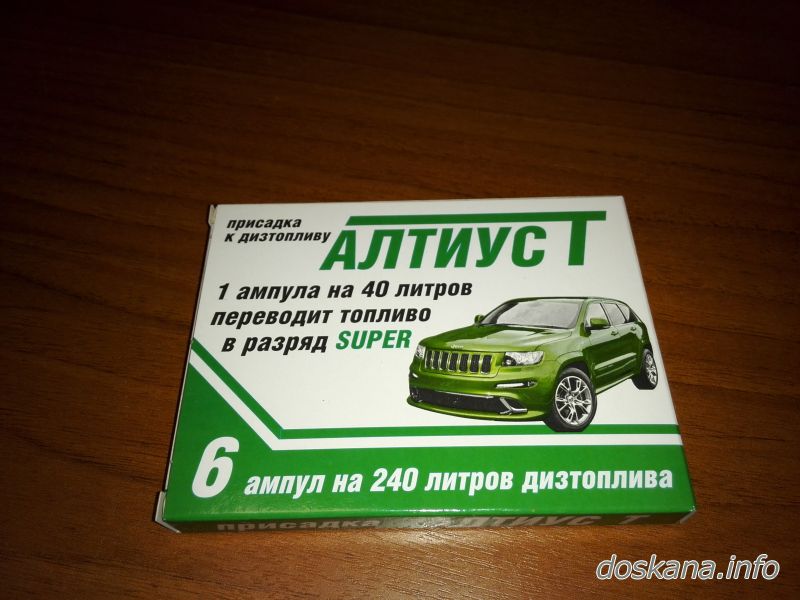 присадка
к дизтопливу
АЛТИУС Т
1 ампула на 40 литров
переводит топливо
в разряд SUPER
6 ампул на 240 литров дизтоплива
присадка АЛТИУС Т
doskana.info